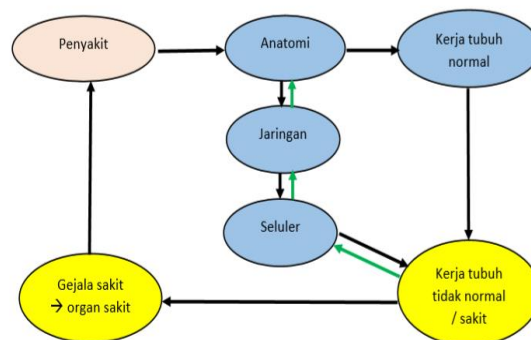 Penyakit
Anatomi
Kerja tubuh
normal
Jaringan
Seluler
Gejala sakit
→ organ sakit
Kerja tubuh
tidak normal
/ sakit